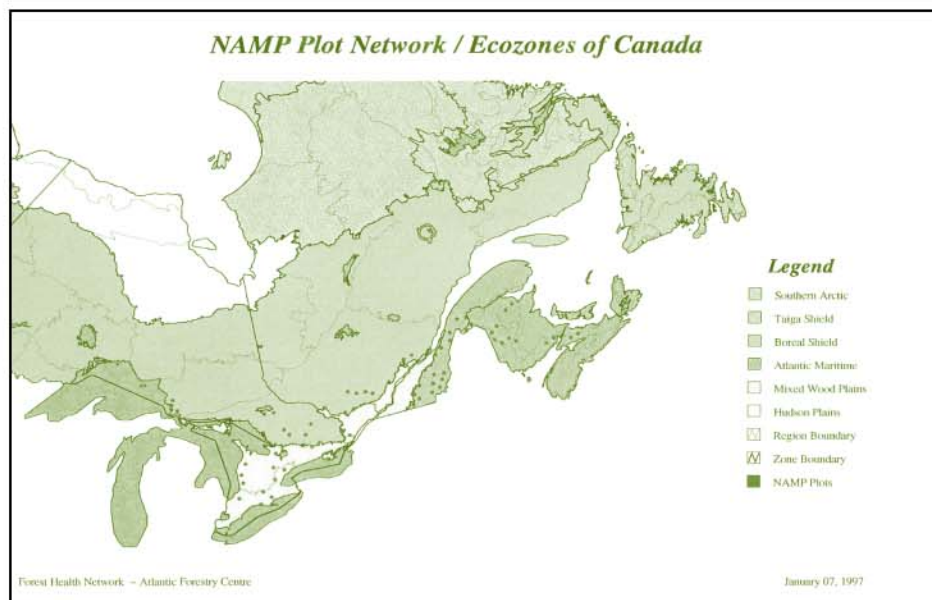 NAMP Plot Network / Ecozones of Canada
Legend
Southern Arctic
Taiga Shield
Boreal Shield
Atlantic Maritime
Mixed Wood Plains
Hudson Plains
Region Boundary
Zone Boundary
NAMP Plots
Forest Health Network - Atlantic Forestry Centre
January 07, 1997